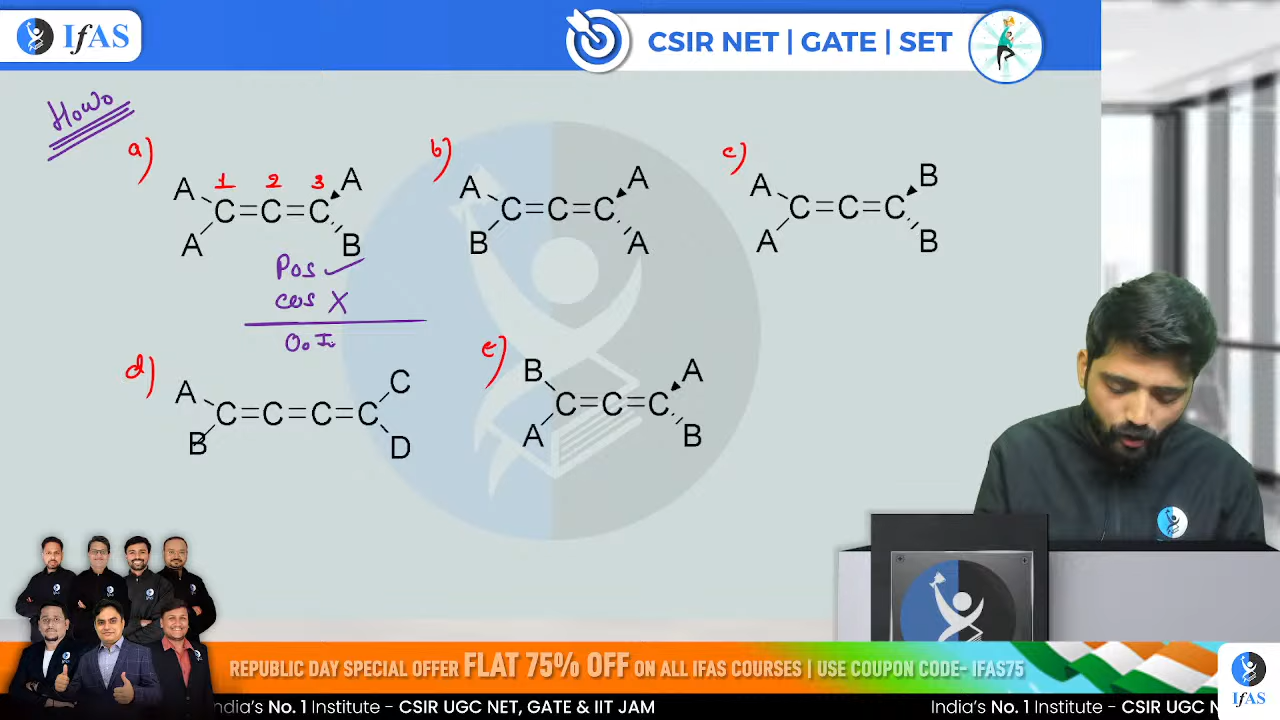 IfAS
CSIR NET | GATE | SET
HOWO
a)
A 1 2 3 A
C=C=C
A B
Pos ✓
cos X
O.I.
b)
A A
C=C=C
B A
c)
A B
C=C=C
A B
d)
A C
C=C=C=C
B D
e)
B A
C=C=C
A B
REPUBLIC DAY SPECIAL OFFER FLAT 75% OFF ON ALL IFAS COURSES | USE COUPON CODE- IFAS75
ndia's No. 1 Institute - CSIR UGC NET, GATE & IIT JAM
India's No. 1 Institute - CSIR UGC N
IfAS